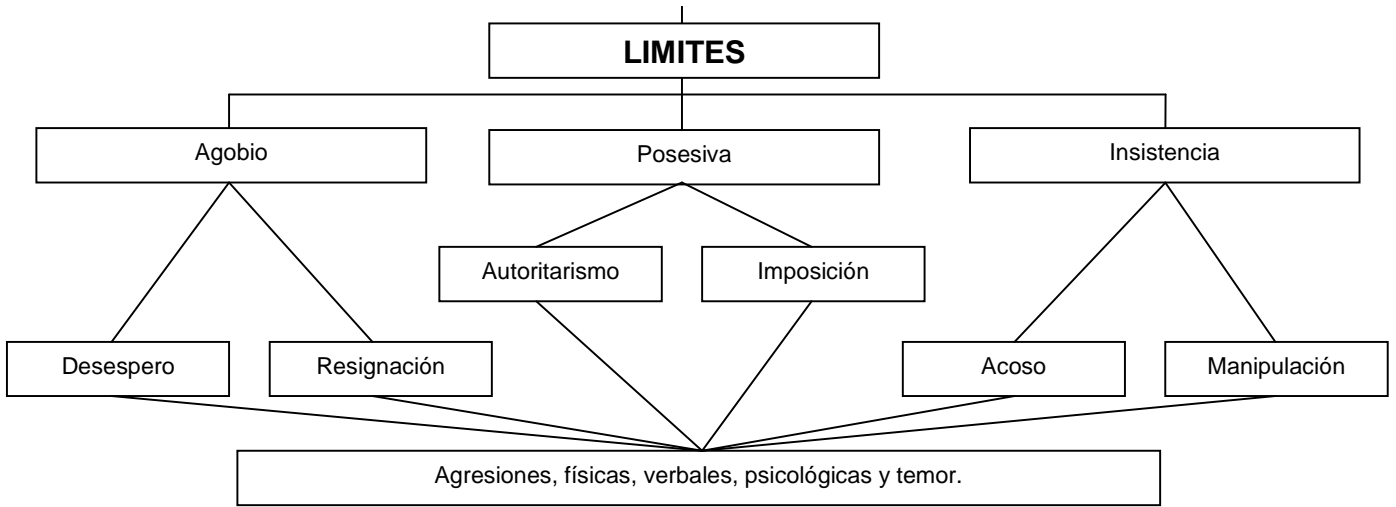 LIMITES
Agobio
Posesiva
Insistencia
Autoritarismo
Imposición
Desespero
Resignación
Acoso
Manipulación
Agresiones, físicas, verbales, psicológicas y temor.